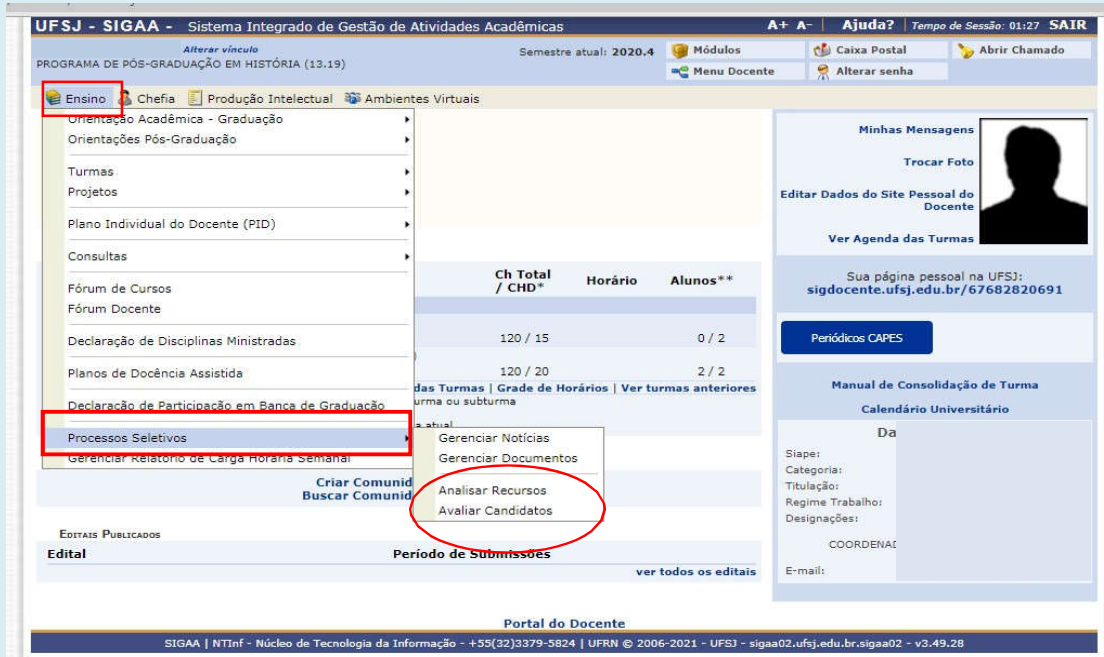 UFSJ - SIGAA - Sistema Integrado de Gestão de Atividades Acadêmicas A+ A- Ajuda? Tempo de Sessão: 01:27 SAIR
Alterar vínculo
PROGRAMA DE PÓS-GRADUAÇÃO EM HISTÓRIA (13.19)
Semestre atual: 2020.4
Módulos Caixa Postal Abrir Chamado
Menu Docente Alterar senha
Ensino Chefia Produção Intelectual Ambientes Virtuais
Orientação Acadêmica - Graduação
Orientações Pós-Graduação
Turmas
Projetos
Plano Individual do Docente (PID)
Consultas
Fórum de Cursos
Fórum Docente
Declaração de Disciplinas Ministradas
Planos de Docência Assistida
Declaração de Participação em Banca de Graduação
Processos Seletivos
Gerenciar Relatório de Carga Horária Semanal
Gerenciar Notícias
Gerenciar Documentos
Analisar Recursos
Avaliar Candidatos
Ch Total / CHD* Horário Alunos**
120 / 15 0 / 2
120 / 20 2 / 2
das Turmas | Grade de Horários | Ver turmas anteriores
urma ou subturma
a atual
Criar Comunid
Buscar Comunid
Editais Publicados
Edital Período de Submissões
ver todos os editais
Minhas Mensagens
Trocar Foto
Editar Dados do Site Pessoal do
Docente
Ver Agenda das Turmas
Sua página pessoal na UFSJ:
sigdocente.ufsj.edu.br/67682820691
Periódicos CAPES
Manual de Consolidação de Turma
Calendário Universitário
Da
Siape:
Categoria:
Titulação:
Regime Trabalho:
Designações:
COORDENAD
E-mail:
Portal do Docente
SIGAA | NTInf - Núcleo de Tecnologia da Informação - +55(32)3379-5824 | UFRN © 2006-2021 - UFSJ - sigaa02.ufsj.edu.br.sigaa02 - v3.49.28